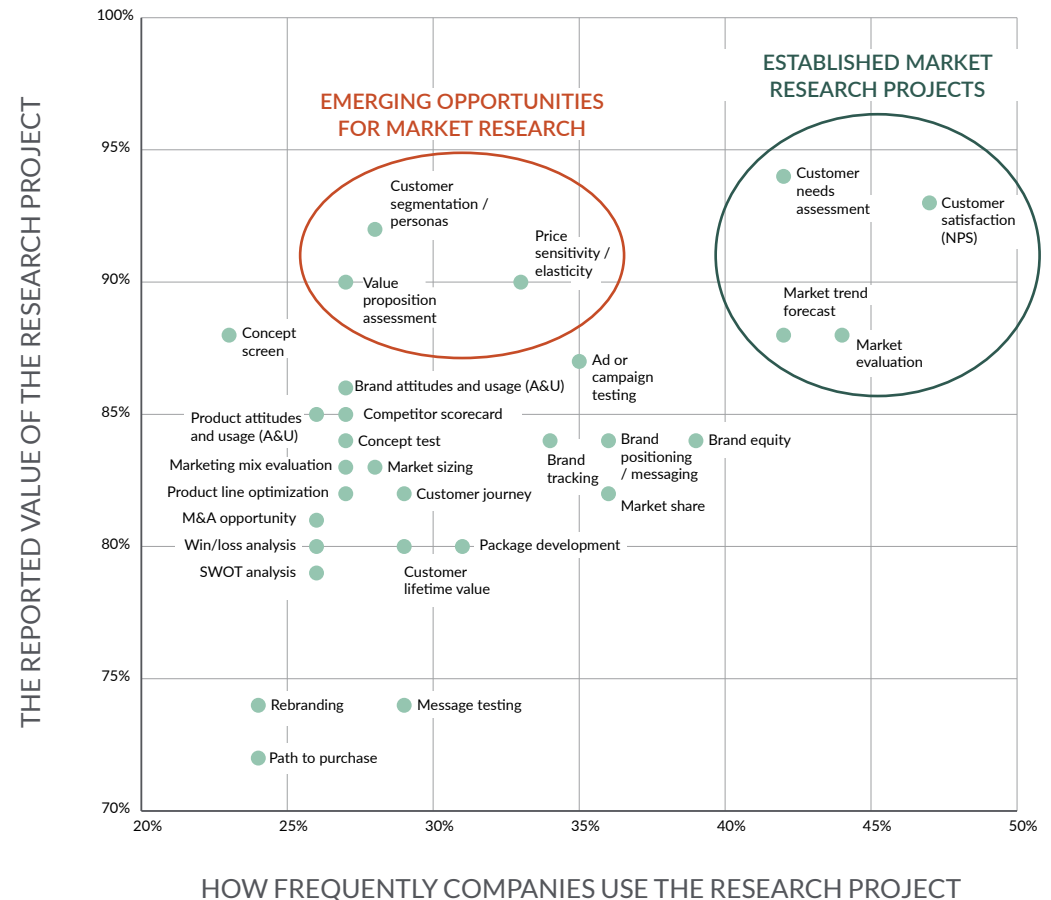 THE REPORTED VALUE OF THE RESEARCH PROJECT
100%
95%
90%
85%
80%
75%
70%
EMERGING OPPORTUNITIES
FOR MARKET RESEARCH
ESTABLISHED MARKET
RESEARCH PROJECTS
Customer
segmentation /
personas
Price
sensitivity /
elasticity
Value
proposition
assessment
Customer
needs
assessment
Customer
satisfaction
(NPS)
Market trend
forecast
Market
evaluation
Concept
screen
Ad or
campaign
testing
Brand attitudes and usage (A&U)
Product attitudes
and usage (A&U)
Competitor scorecard
Concept test
Brand
tracking
Brand
positioning
/ messaging
Brand equity
Marketing mix evaluation
Market sizing
Product line optimization
Customer journey
Market share
M&A opportunity
Win/loss analysis
Package development
Customer
lifetime value
SWOT analysis
Rebranding
Message testing
Path to purchase
20%
25%
30%
35%
40%
45%
50%
HOW FREQUENTLY COMPANIES USE THE RESEARCH PROJECT